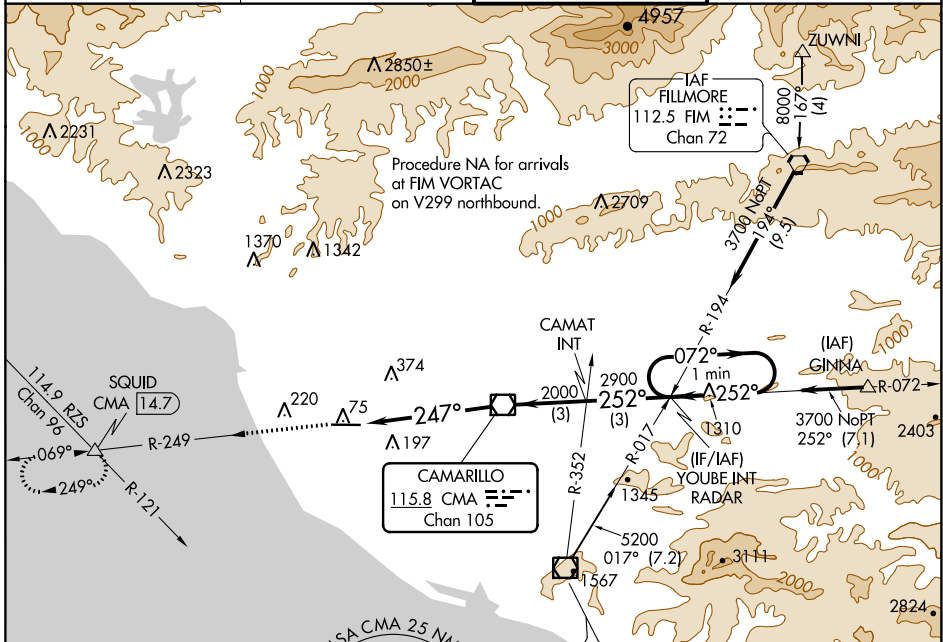 4957
3000
ZUWNI
2850±
2000
1000
8000
167°
(4)
IAF
FILLMORE
112.5 FIM
Chan 72
2231
1000
2323
Procedure NA for arrivals
at FIM VORTAC
on V299 northbound.
2709
1000
3700 NoPT
194°
(9.5)
1370
1342
R-194
1000
CAMAT
INT
(IAF)
GINNA
072°
1 min
114.9 RZS
Chan 96
SQUID
CMA 14.7
374
2000
(3)
2900
252°
(3)
252°
R-072
220
75
247°
1310
3700 NoPT
252° (7.1)
2403
R-249
197
R-017
069°
249°
R-121
CAMARILLO
115.8 CMA
Chan 105
R-352
(IF/IAF)
YOUBE INT
RADAR
1000
1345
5200
017° (7.2)
3111
2000
1567
2824
MSA CMA 25 NM